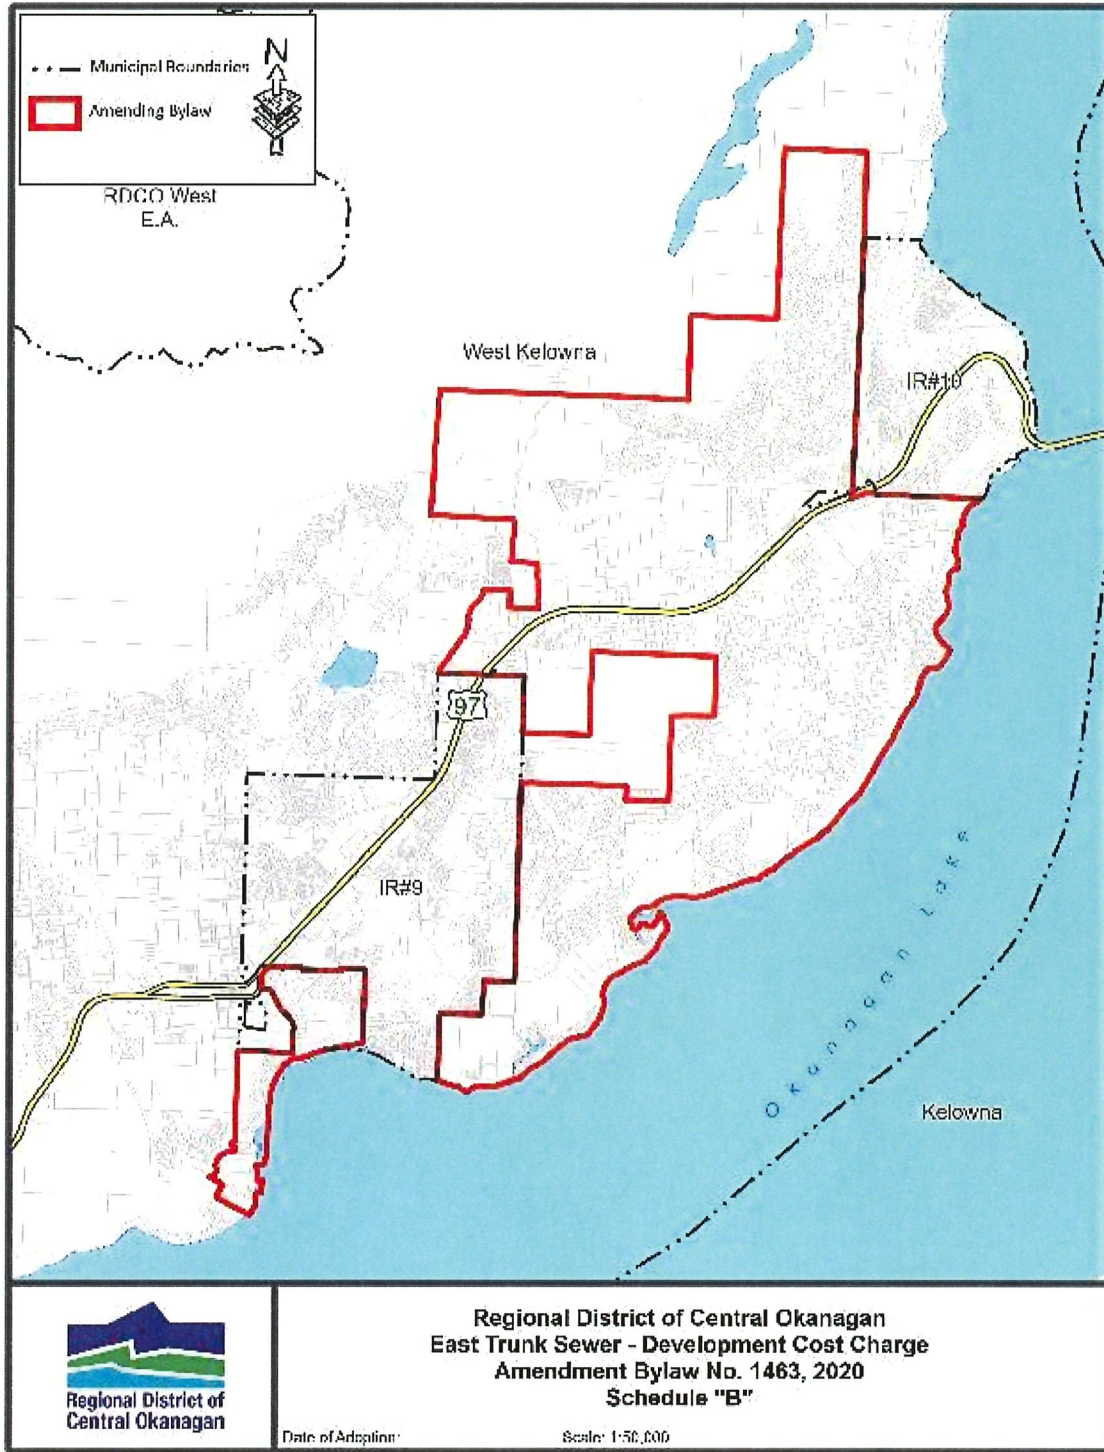 N
Municipal Boundaries
Amending Bylaw
RDCO West
E.A.
West Kelowna
IR#10
97
IR#9
Okanagan Lake
Kelowna
Regional District of
Central Okanagan
Regional District of Central Okanagan
East Trunk Sewer - Development Cost Charge
Amendment Bylaw No. 1463, 2020
Schedule "B"
Date of Adoption:
Scale: 1:50,000